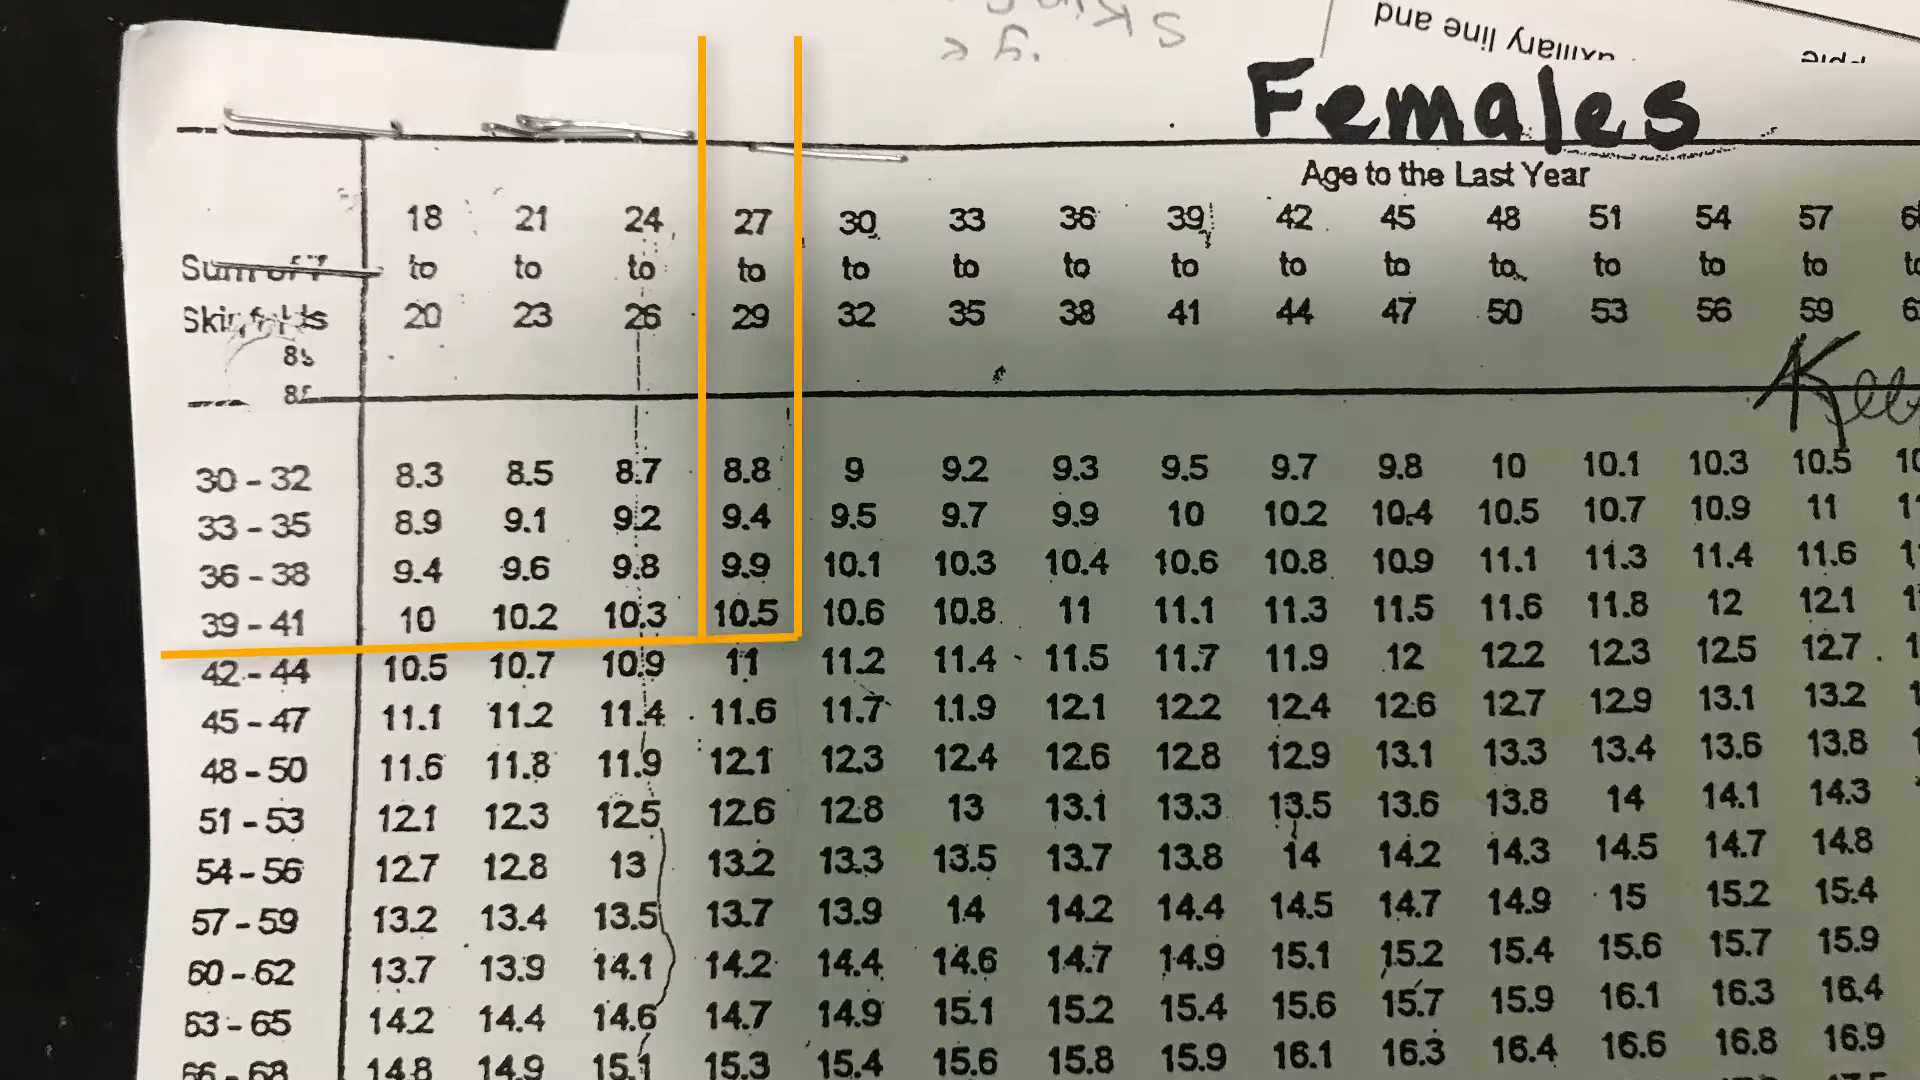 and
Females
Age to the Last Year
18 21 24 27 30 33 36 39 42 45 48 51 54 57
to to to to to to to to to to to to to to
Skinfolds 20 23 26 29 32 35 38 41 44 47 50 53 56 59
30 - 32 8.3 8.5 8.7 8.8 9 9.2 9.3 9.5 9.7 9.8 10 10.1 10.3 10.5
33 - 35 8.9 9.1 9.2 9.4 9.5 9.7 9.9 10 10.2 10.4 10.5 10.7 10.9 11
36 - 38 9.4 9.6 9.8 9.9 10.1 10.3 10.4 10.6 10.8 10.9 11.1 11.3 11.4 11.6
39 - 41 10 10.2 10.3 10.5 10.6 10.8 11 11.1 11.3 11.5 11.6 11.8 12 12.1
42 - 44 10.5 10.7 10.9 11 11.2 11.4 11.5 11.7 11.9 12 12.2 12.3 12.5 12.7
45 - 47 11.1 11.2 11.4 11.6 11.7 11.9 12.1 12.2 12.4 12.6 12.7 12.9 13.1 13.2
48 - 50 11.6 11.8 11.9 12.1 12.3 12.4 12.6 12.8 12.9 13.1 13.3 13.4 13.6 13.8
51 - 53 12.1 12.3 12.5 12.6 12.8 13 13.1 13.3 13.5 13.6 13.8 14 14.1 14.3
54 - 56 12.7 12.8 13 13.2 13.3 13.5 13.7 13.8 14 14.2 14.3 14.5 14.7 14.8
57 - 59 13.2 13.4 13.5 13.7 13.9 14 14.2 14.4 14.5 14.7 14.9 15 15.2 15.4
60 - 62 13.7 13.9 14.1 14.2 14.4 14.6 14.7 14.9 15.1 15.2 15.4 15.6 15.7 15.9
63 - 65 14.2 14.4 14.6 14.7 14.9 15.1 15.2 15.4 15.6 15.7 15.9 16.1 16.3 16.4
66 - 68 14.8 14.9 15.1 15.3 15.4 15.6 15.8 15.9 16.1 16.3 16.4 16.6 16.8 16.9